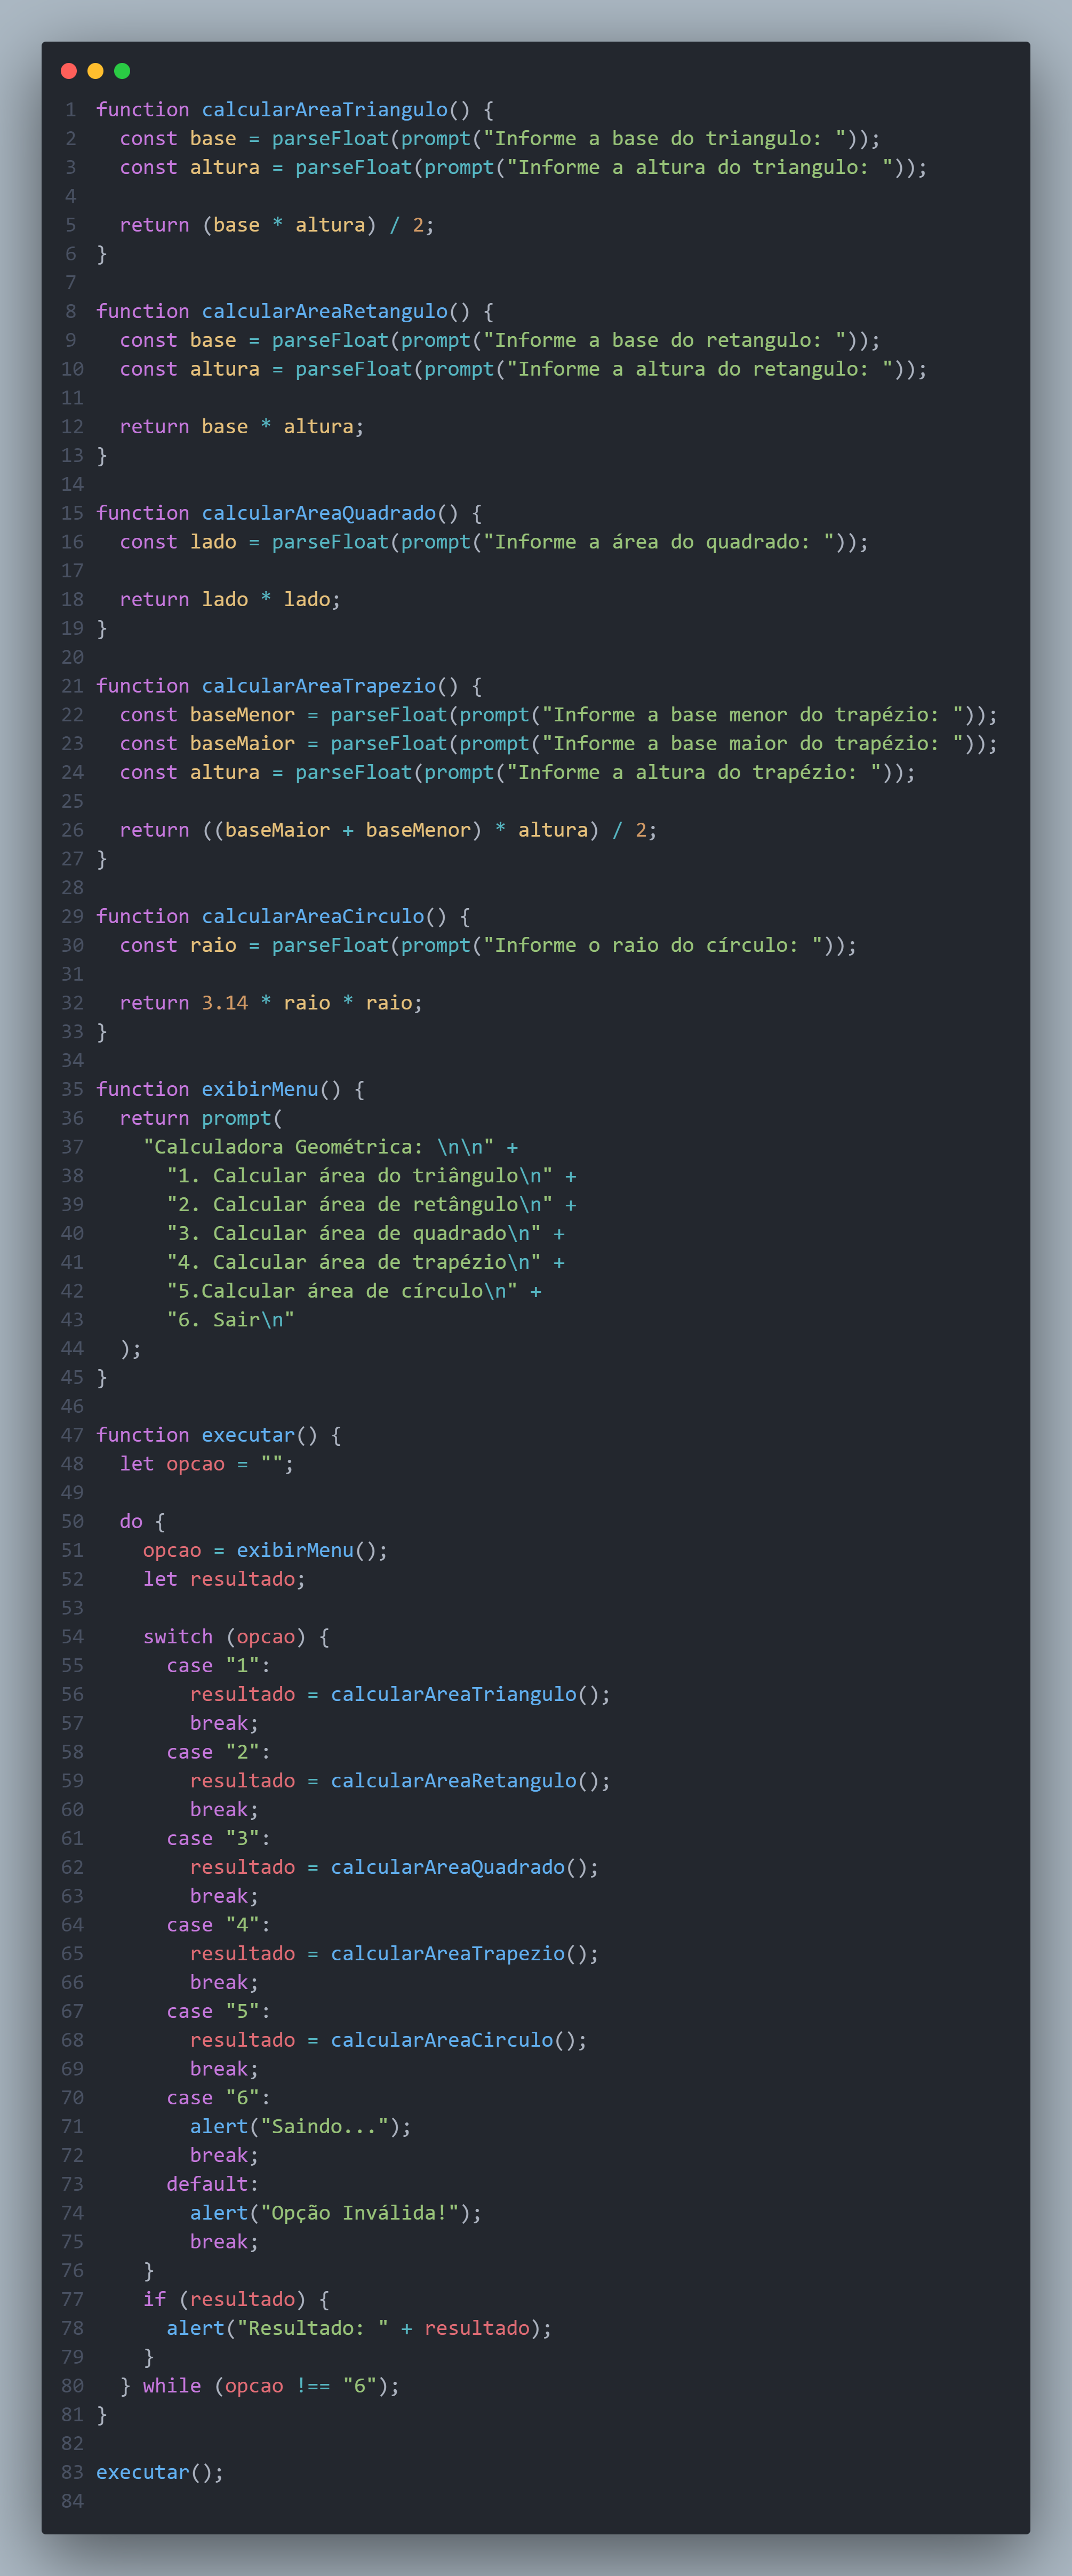 1 function calcularAreaTriangulo() {
2   const base = parseFloat(prompt("Informe a base do triangulo: "));
3   const altura = parseFloat(prompt("Informe a altura do triangulo: "));
4
5   return (base * altura) / 2;
6 }
7
8 function calcularAreaRetangulo() {
9   const base = parseFloat(prompt("Informe a base do retangulo: "));
10   const altura = parseFloat(prompt("Informe a altura do retangulo: "));
11
12   return base * altura;
13 }
14
15 function calcularAreaQuadrado() {
16   const lado = parseFloat(prompt("Informe a área do quadrado: "));
17
18   return lado * lado;
19 }
20
21 function calcularAreaTrapezio() {
22   const baseMenor = parseFloat(prompt("Informe a base menor do trapézio: "));
23   const baseMaior = parseFloat(prompt("Informe a base maior do trapézio: "));
24   const altura = parseFloat(prompt("Informe a altura do trapézio: "));
25
26   return ((baseMaior + baseMenor) * altura) / 2;
27 }
28
29 function calcularAreaCirculo() {
30   const raio = parseFloat(prompt("Informe o raio do círculo: "));
31
32   return 3.14 * raio * raio;
33 }
34
35 function exibirMenu() {
36   return prompt(
37     "Calculadora Geométrica: \n\n" +
38       "1. Calcular área do triângulo\n" +
39       "2. Calcular área de retângulo\n" +
40       "3. Calcular área de quadrado\n" +
41       "4. Calcular área de trapézio\n" +
42       "5.Calcular área de círculo\n" +
43       "6. Sair\n"
44   );
45 }
46
47 function executar() {
48   let opcao = "";
49
50   do {
51     opcao = exibirMenu();
52     let resultado;
53
54     switch (opcao) {
55       case "1":
56         resultado = calcularAreaTriangulo();
57         break;
58       case "2":
59         resultado = calcularAreaRetangulo();
60         break;
61       case "3":
62         resultado = calcularAreaQuadrado();
63         break;
64       case "4":
65         resultado = calcularAreaTrapezio();
66         break;
67       case "5":
68         resultado = calcularAreaCirculo();
69         break;
70       case "6":
71         alert("Saindo...");
72         break;
73       default:
74         alert("Opção Inválida!");
75         break;
76     }
77     if (resultado) {
78       alert("Resultado: " + resultado);
79     }
80   } while (opcao !== "6");
81 }
82
83 executar();
84